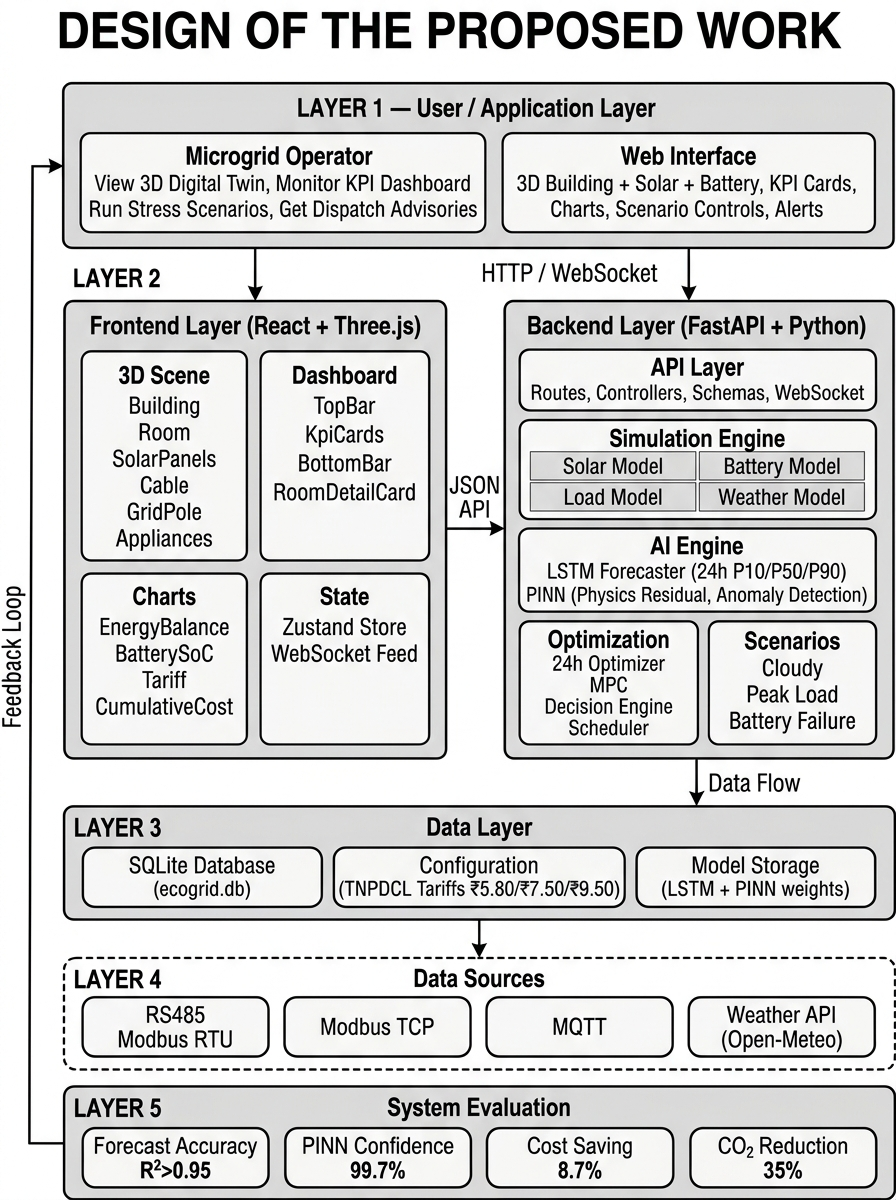 DESIGN OF THE PROPOSED WORK
LAYER 1 — User / Application Layer
Microgrid Operator
View 3D Digital Twin, Monitor KPI Dashboard
Run Stress Scenarios, Get Dispatch Advisories
Web Interface
3D Building + Solar + Battery, KPI Cards,
Charts, Scenario Controls, Alerts
LAYER 2
HTTP / WebSocket
Frontend Layer (React + Three.js)
3D Scene
Building
Room
SolarPanels
Cable
GridPole
Appliances
Dashboard
TopBar
KpiCards
BottomBar
RoomDetailCard
Charts
EnergyBalance
BatterySoC
Tariff
CumulativeCost
State
Zustand Store
WebSocket Feed
JSON
API
Backend Layer (FastAPI + Python)
API Layer
Routes, Controllers, Schemas, WebSocket
Simulation Engine
Solar Model
Battery Model
Load Model
Weather Model
AI Engine
LSTM Forecaster (24h P10/P50/P90)
PINN (Physics Residual, Anomaly Detection)
Optimization
24h Optimizer
MPC
Decision Engine
Scheduler
Scenarios
Cloudy
Peak Load
Battery Failure
Feedback Loop
Data Flow
LAYER 3
Data Layer
SQLite Database
(ecogrid.db)
Configuration
(TNPDCL Tariffs ₹5.80/₹7.50/₹9.50)
Model Storage
(LSTM + PINN weights)
LAYER 4
Data Sources
RS485
Modbus RTU
Modbus TCP
MQTT
Weather API
(Open-Meteo)
LAYER 5
System Evaluation
Forecast Accuracy
R²>0.95
PINN Confidence
99.7%
Cost Saving
8.7%
CO₂ Reduction
35%